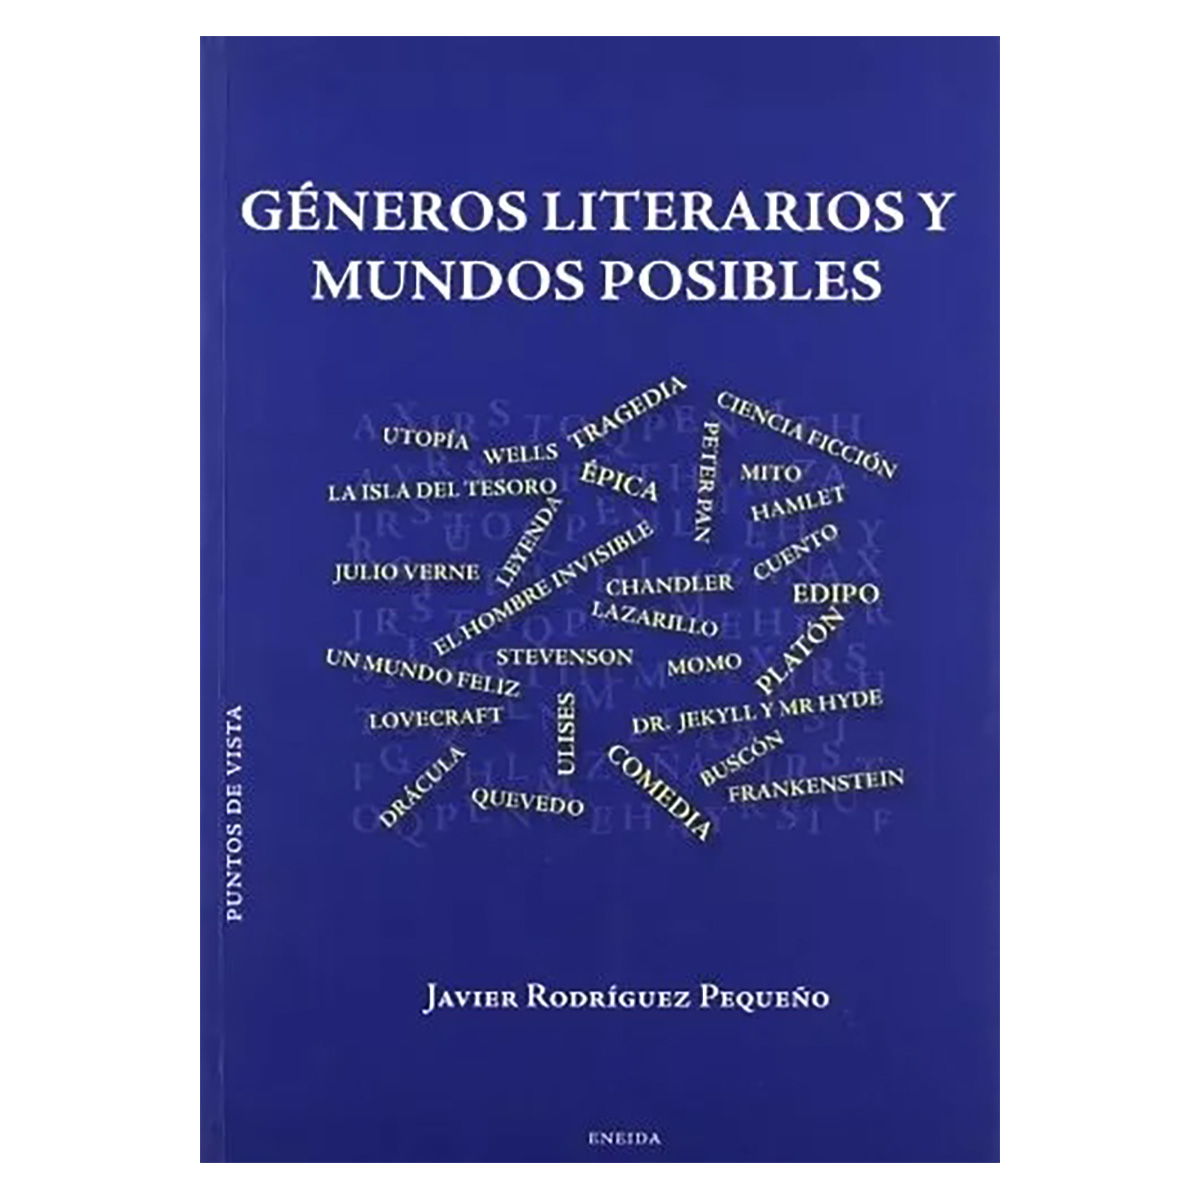 GÉNEROS LITERARIOS Y
MUNDOS POSIBLES
TRAGEDIA
CIENCIA FICCIÓN
UTOPÍA
WELLS
PETER PAN
ÉPICA
MITO
LA ISLA DEL TESORO
HAMLET
LEYENDA
CUENTO
EL HOMBRE INVISIBLE
JULIO VERNE
CHANDLER
EDIPO
LAZARILLO
PLATÓN
UN MUNDO FELIZ
STEVENSON
MOMO
LOVECRAFT
ULISES
DR. JEKYLL Y MR HYDE
DRÁCULA
COMEDIA
BUSCÓN
QUEVEDO
FRANKENSTEIN
PUNTOS DE VISTA
JAVIER RODRÍGUEZ PEQUEÑO
ENEIDA